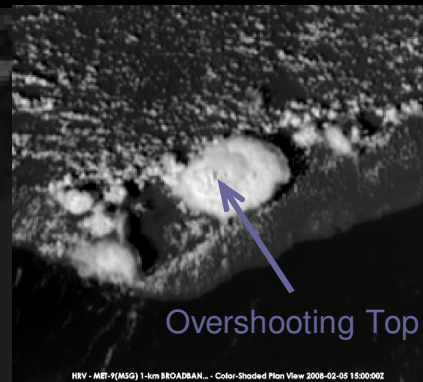 Overshooting Top
HRV - MET-9(MSG) 1-km BROADBAN... - Color-Shaded Plan View 2008-02-05 15:00:00Z